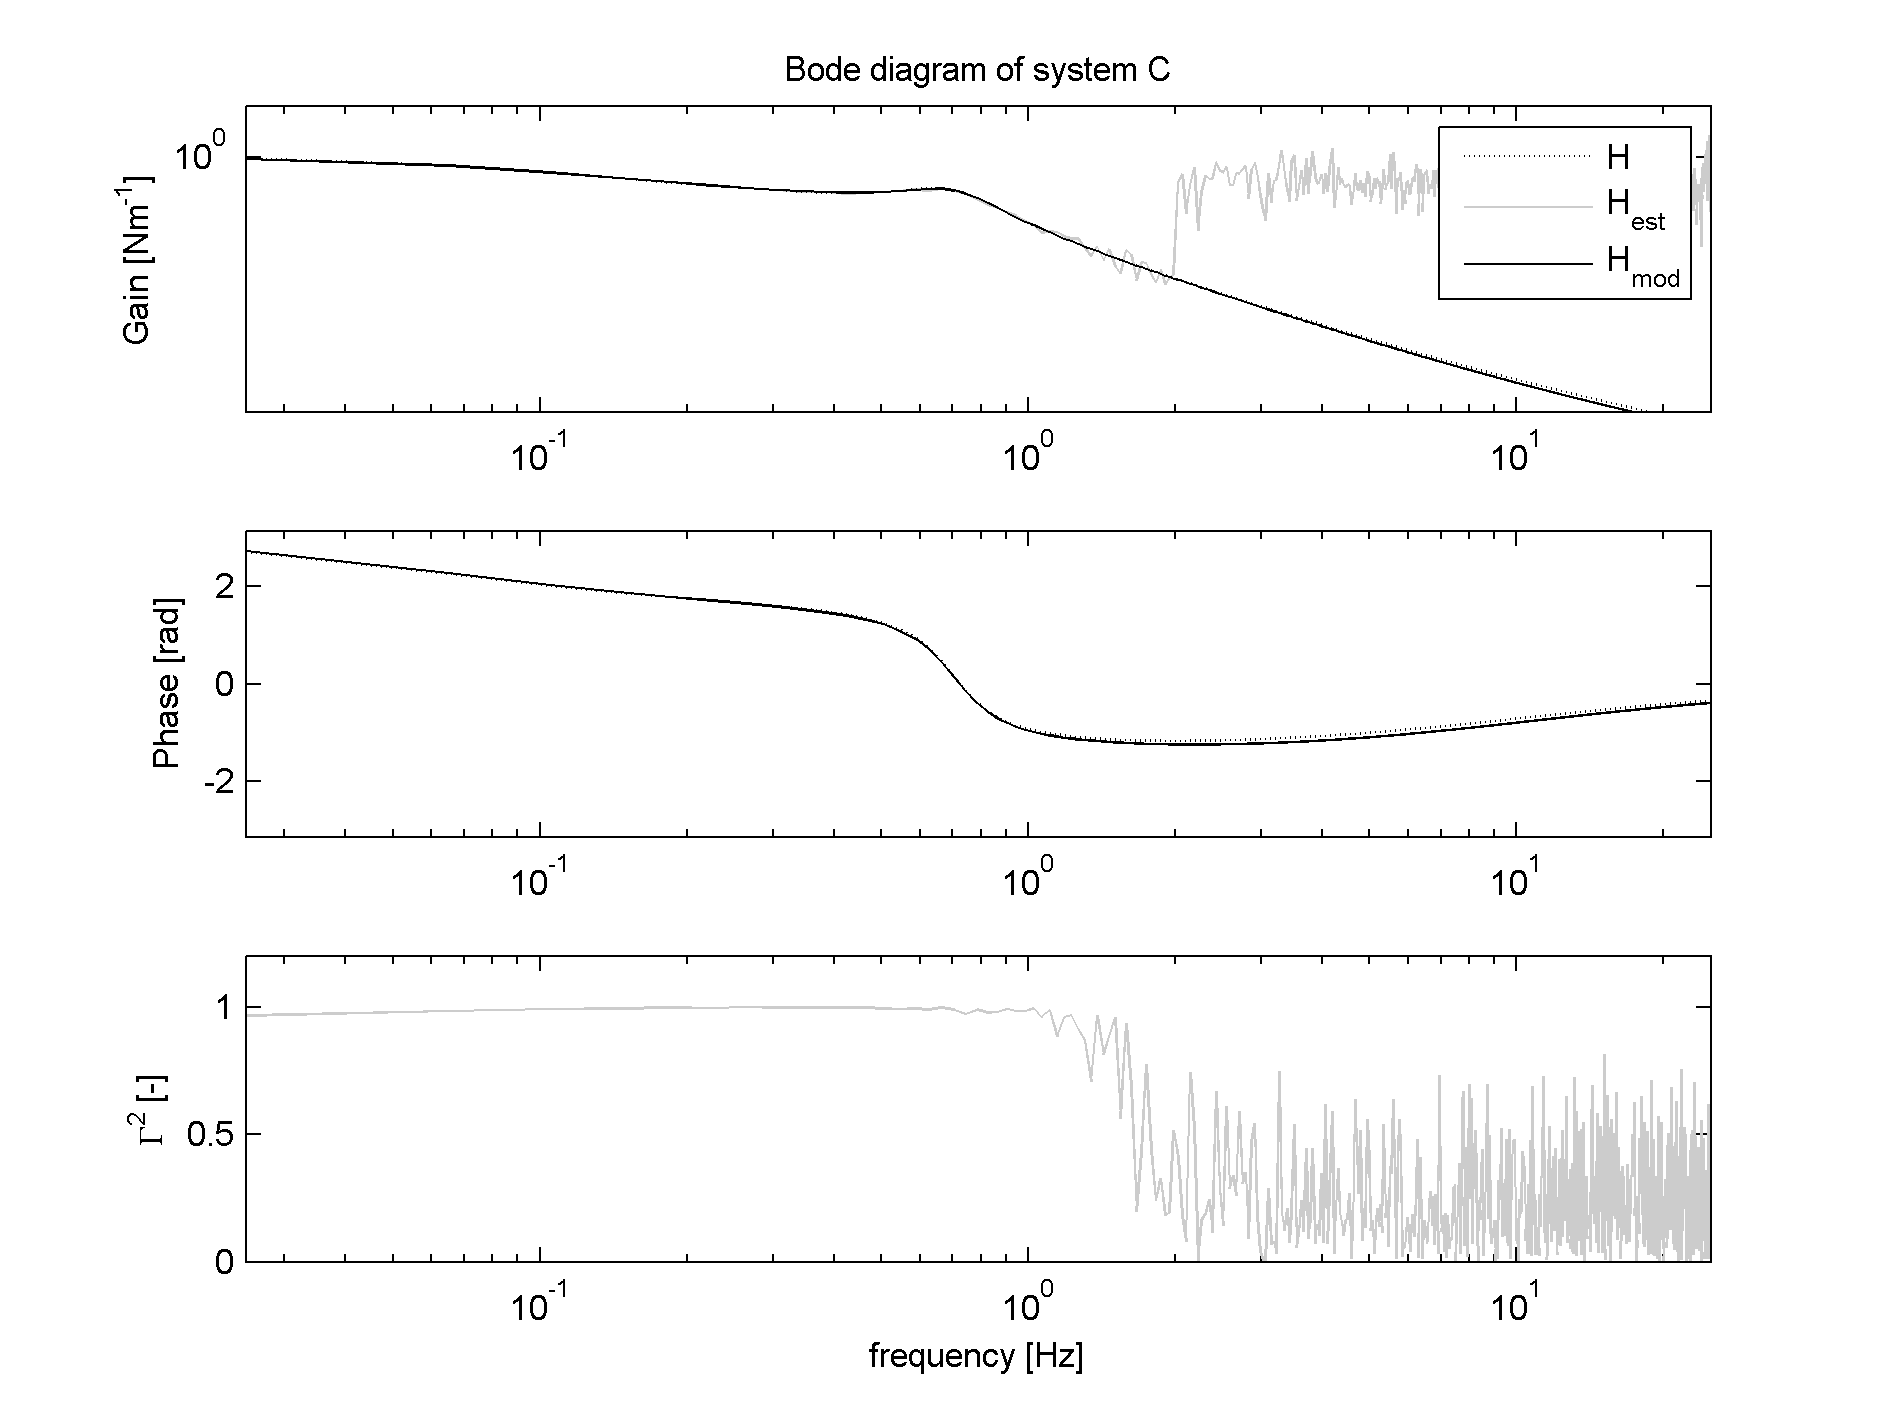 Bode diagram of system C
10^0
Gain [Nm^-1]
H
H_est
H_mod
10^-1 10^0 10^1
2
0
-2
Phase [rad]
10^-1 10^0 10^1
1
0.5
0
Γ^2 [-]
10^-1 10^0 10^1
frequency [Hz]